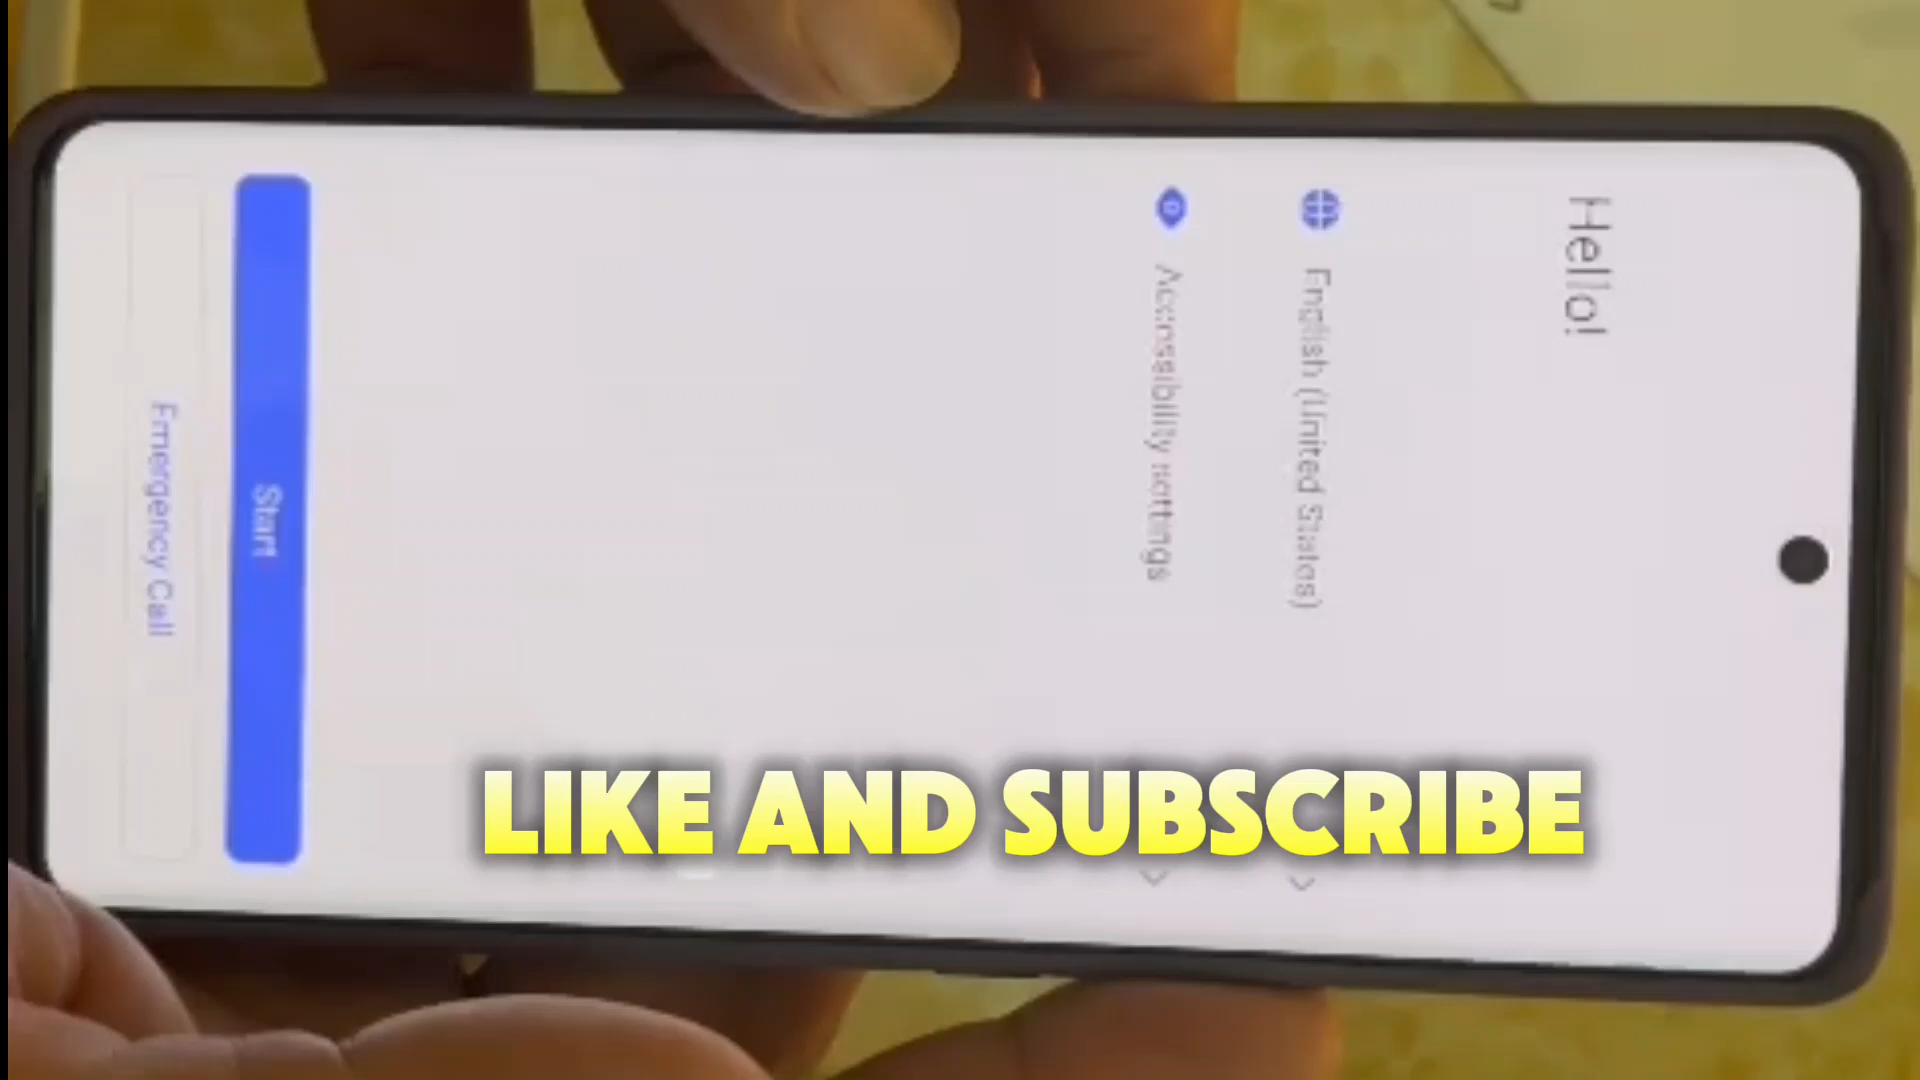 Hello!
English (United States)
Accessibility settings
Start
Emergency Call
LIKE AND SUBSCRIBE